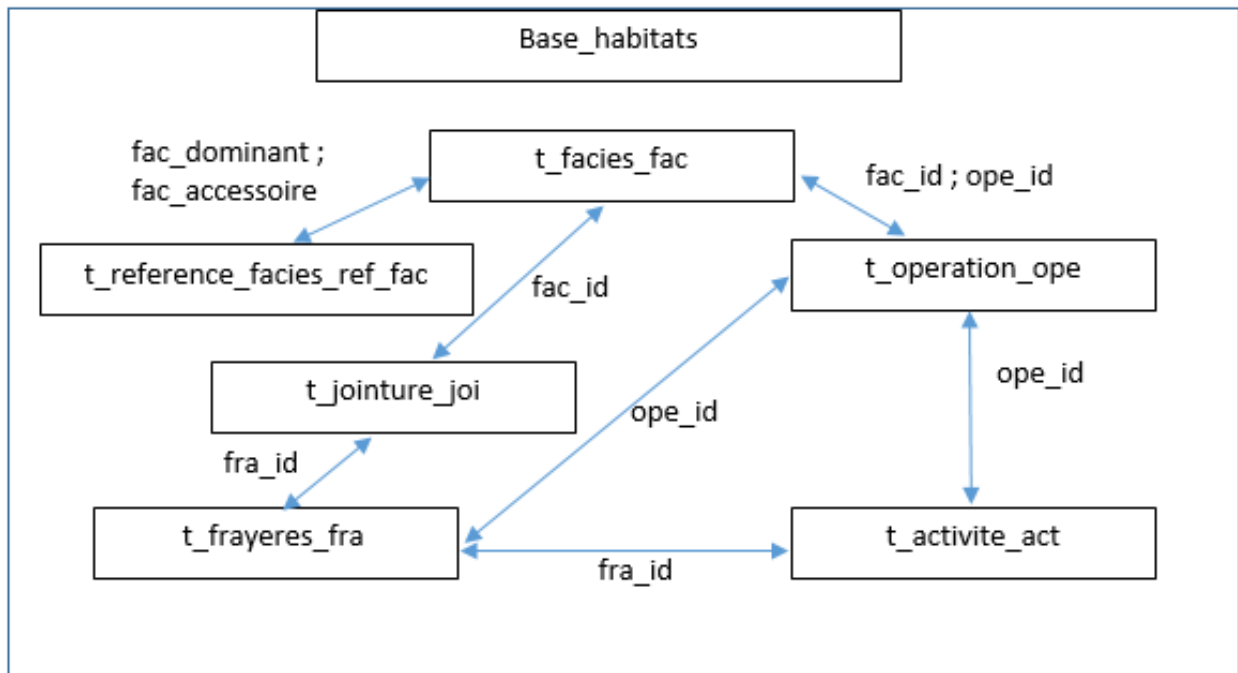 Base_habitats
fac_dominant ;
fac_accessoire
t_facies_fac
fac_id ; ope_id
t_reference_facies_ref_fac
fac_id
t_operation_ope
t_jointure_joi
ope_id
ope_id
fra_id
t_frayeres_fra
fra_id
t_activite_act